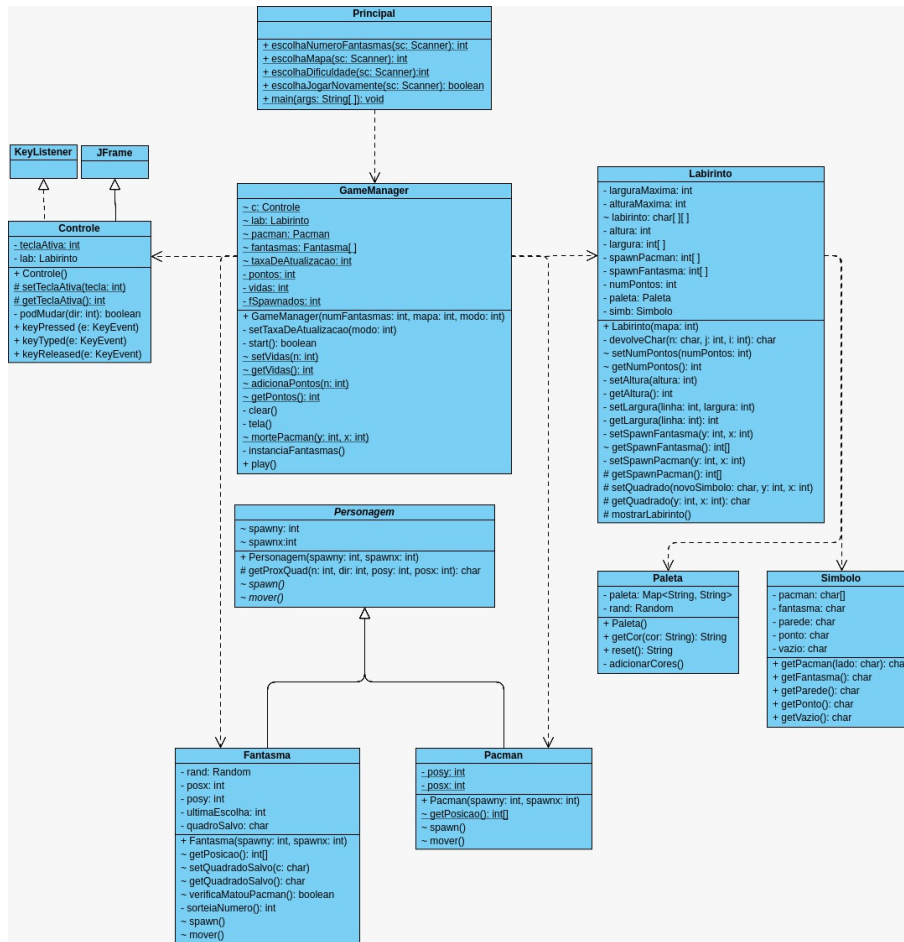 Principal
+ escolhaNumeroFantasmas(sc: Scanner): int
+ escolhaMapa(sc: Scanner): int
+ escolhaDificuldade(sc: Scanner):int
+ escolhaJogarNovamente(sc: Scanner): boolean
+ main(args: String[ ]): void
KeyListener
JFrame
Controle
- teclaAtiva: int
- lab: Labirinto
+ Controle()
# setTeclaAtiva(tecla: int)
# getTeclaAtiva(): int
- podMudar(dir: int): boolean
+ keyPressed (e: KeyEvent)
+ keyTyped(e: KeyEvent)
+ keyReleased(e: KeyEvent)
GameManager
~ c: Controle
~ lab: Labirinto
~ pacman: Pacman
~ fantasmas: Fantasma[ ]
~ taxaDeAtualizacao: int
- pontos: int
- vidas: int
- fSpawnados: int
+ GameManager(numFantasmas: int, mapa: int, modo: int)
- setTaxaDeAtualizacao(modo: int)
- start(): boolean
~ setVidas(n: int)
~ getVidas(): int
~ adicionaPontos(n: int)
~ getPontos(): int
- clear()
- tela()
~ mortePacman(y: int, x: int)
- instanciaFantasmas()
+ play()
Labirinto
- larguraMaxima: int
- alturaMaxima: int
~ labirinto: char[ ][ ]
- altura: int
- largura: int[ ]
- spawnPacman: int[ ]
- spawnFantasma: int[ ]
- numPontos: int
- paleta: Paleta
- simb: Simbolo
+ Labirinto(mapa: int)
- devolveChar(n: char, j: int, i: int): char
~ setNumPontos(numPontos: int)
~ getNumPontos(): int
- setAltura(altura: int)
- getAltura(): int
- setLargura(linha: int, largura: int)
- getLargura(linha: int): int
- setSpawnFantasma(y: int, x: int)
~ getSpawnFantasma(): int[]
- setSpawnPacman(y: int, x: int)
# getSpawnPacman(): int[]
# setQuadrado(novoSimbolo: char, y: int, x: int)
# getQuadrado(y: int, x: int): char
# mostrarLabirinto()
Personagem
~ spawny: int
~ spawnx:int
+ Personagem(spawny: int, spawnx: int)
# getProxQuad(n: int, dir: int, posy: int, posx: int): char
~ spawn()
~ mover()
Paleta
- paleta: Map<String, String>
- rand: Random
+ Paleta()
+ getCor(cor: String): String
+ reset(): String
- adicionarCores()
Simbolo
- pacman: char[]
- fantasma: char
- parede: char
- ponto: char
- vazio: char
+ getPacman(lado: char): cha
+ getFantasma(): char
+ getParede(): char
+ getPonto(): char
+ getVazio(): char
Fantasma
- rand: Random
- posx: int
- posy: int
- ultimaEscolha: int
- quadroSalvo: char
+ Fantasma(spawny: int, spawnx: int)
~ getPosicao(): int[]
~ setQuadradoSalvo(c: char)
~ getQuadradoSalvo(): char
~ verificaMatouPacman(): boolean
- sorteiaNumero(): int
~ spawn()
~ mover()
Pacman
- posy: int
- posx: int
+ Pacman(spawny: int, spawnx: int)
~ getPosicao(): int[]
~ spawn()
~ mover()